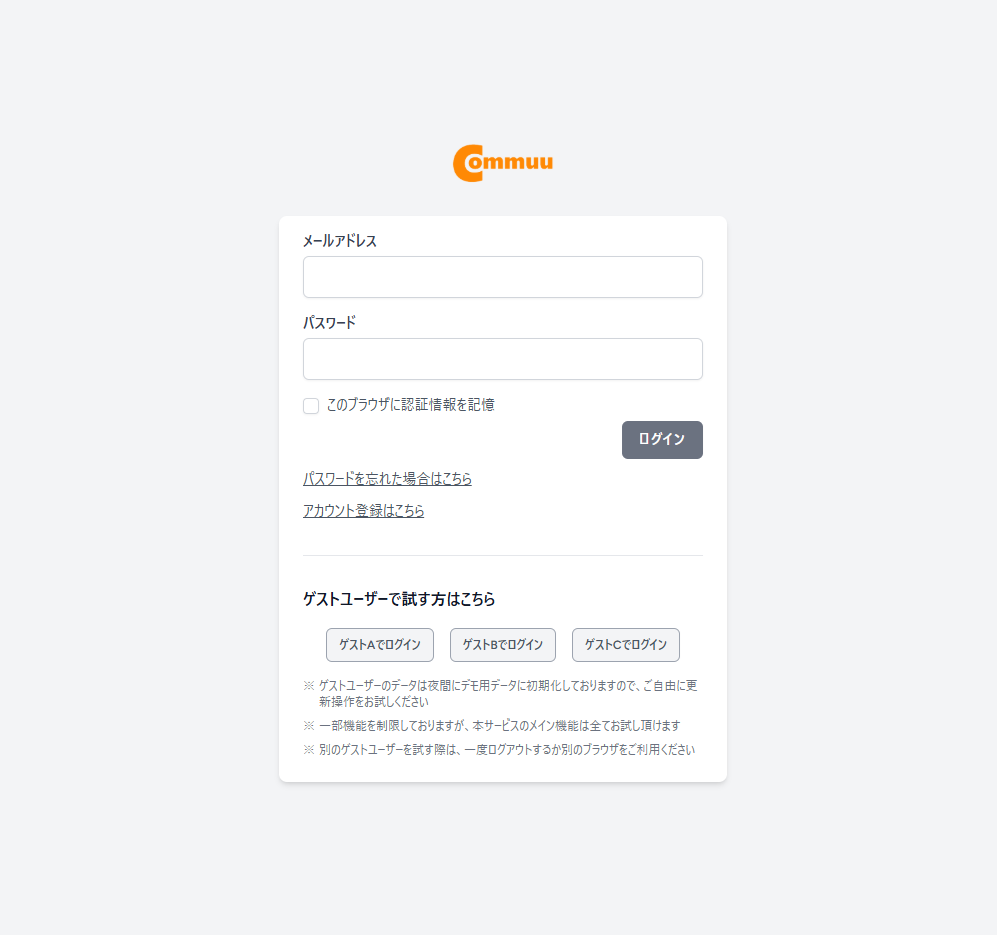 Commuu
メールアドレス
パスワード
このブラウザに認証情報を記憶
ログイン
パスワードを忘れた場合はこちら
アカウント登録はこちら
ゲストユーザーで試す方はこちら
ゲストAでログイン
ゲストBでログイン
ゲストCでログイン
※ ゲストユーザーのデータは夜間にデモ用データに初期化しておりますので、ご自由に更
新操作をお試しください
※ 一部機能を制限しておりますが、本サービスのメイン機能は全てお試し頂けます
※ 別のゲストユーザーを試す際は、一度ログアウトするか別のブラウザをご利用ください